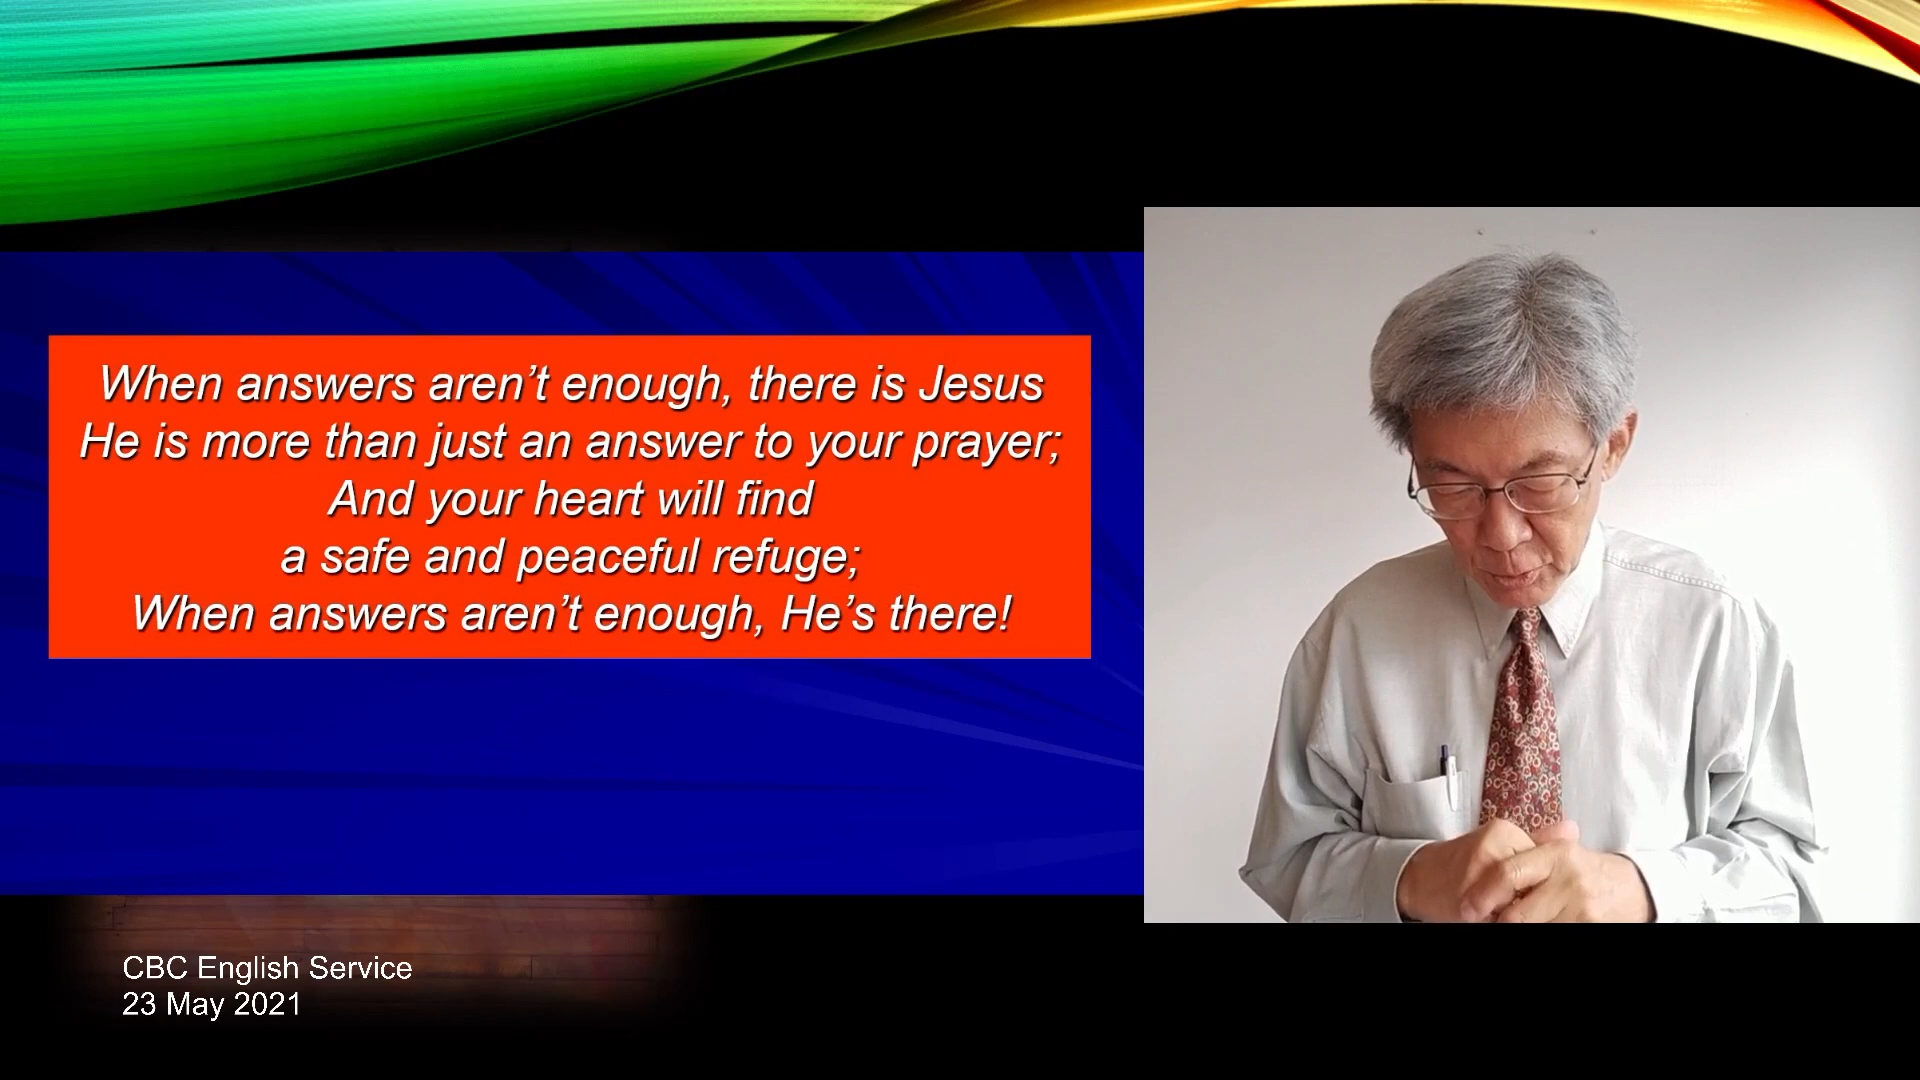 When answers aren’t enough, there is Jesus
He is more than just an answer to your prayer;
And your heart will find
a safe and peaceful refuge;
When answers aren’t enough, He’s there!
CBC English Service
23 May 2021